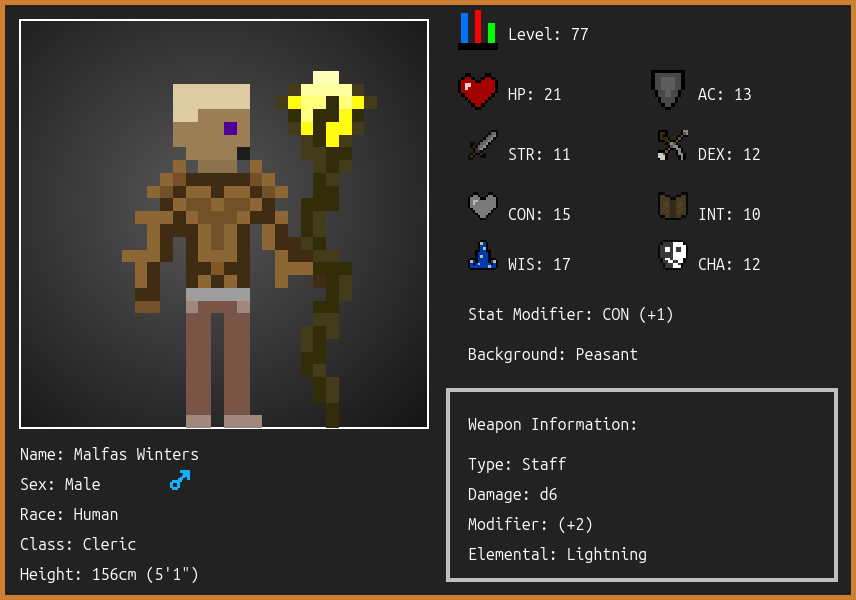 Level: 77
HP: 21
AC: 13
STR: 11
DEX: 12
CON: 15
INT: 10
WIS: 17
CHA: 12
Stat Modifier: CON (+1)
Background: Peasant
Weapon Information:
Type: Staff
Damage: d6
Modifier: (+2)
Elemental: Lightning
Name: Malfas Winters
Sex: Male
Race: Human
Class: Cleric
Height: 156cm (5'1")